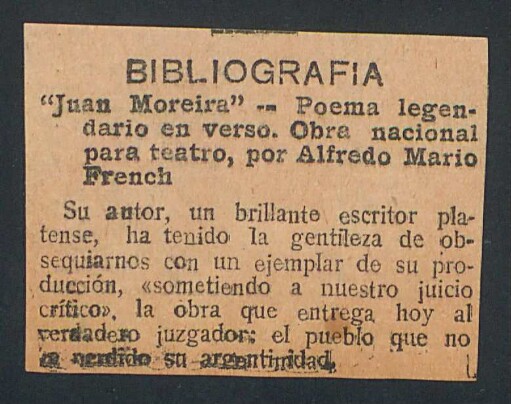 BIBLIOGRAFIA
"Juan Moreira" -- Poema legen-
dario en verso. Obra nacional
para teatro, por Alfredo Mario
French
Su autor, un brillante escritor pla-
tense, ha tenido la gentileza de ob-
sequiarnos con un ejemplar de su pro-
ducción, «sometiendo a nuestro juicio
crítico», la obra que entrega hoy al
verdadero juzgador: el pueblo que no
perdido su argentinidad.